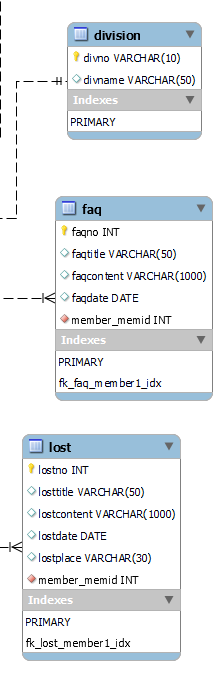 division
divno VARCHAR(10)
divname VARCHAR(50)
Indexes
PRIMARY
faq
faqno INT
faqtitle VARCHAR(50)
faqcontent VARCHAR(1000)
faqdate DATE
member_memid INT
Indexes
PRIMARY
fk_faq_member1_idx
lost
lostno INT
losttitle VARCHAR(50)
lostcontent VARCHAR(1000)
lostdate DATE
lostplace VARCHAR(30)
member_memid INT
Indexes
PRIMARY
fk_lost_member1_idx